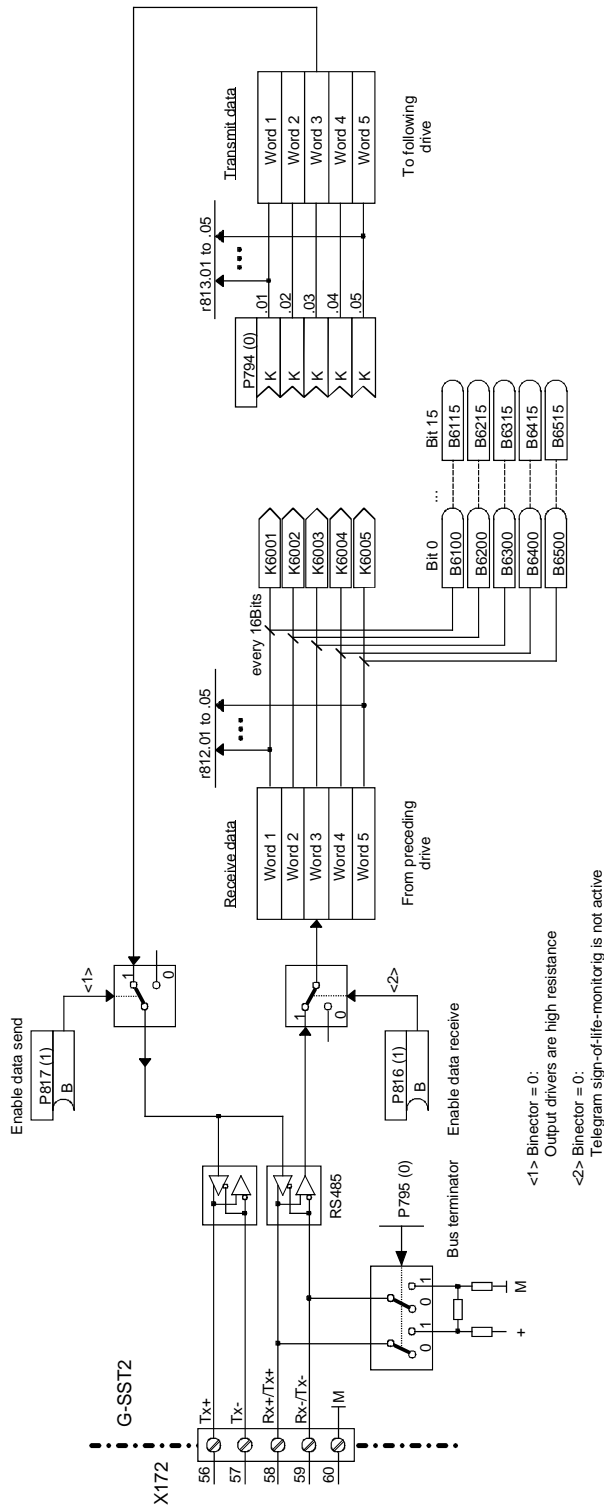 X172
G-SST2
56
Tx+
57
Tx-
58
Rx+/Tx+
59
Rx-/Tx-
60
M
RS485
Bus terminator
P795 (0)
0
1
0
1
+
M
Enable data send
P817 (1)
B
<1>
1
0
Enable data receive
P816 (1)
B
<2>
1
0
<1> Binector = 0:
Output drivers are high resistance
<2> Binector = 0:
Telegram sign-of-life-monitorig is not active
Receive data
Word 1
Word 2
Word 3
Word 4
Word 5
From preceding
drive
r812.01 to .05
every 16Bits
K6001
K6002
K6003
K6004
K6005
Bit 0
...
Bit 15
B6100
B6115
B6200
B6215
B6300
B6315
B6400
B6415
B6500
B6515
P794 (0)
K
.01
K
.02
K
.03
K
.04
K
.05
r813.01 to .05
Transmit data
Word 1
Word 2
Word 3
Word 4
Word 5
To following
drive